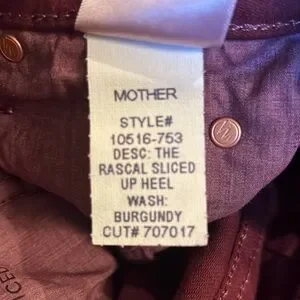 MOTHER
STYLE#
10516-753
DESC: THE
RASCAL SLICED
UP HEEL
WASH:
BURGUNDY
CUT# 707017